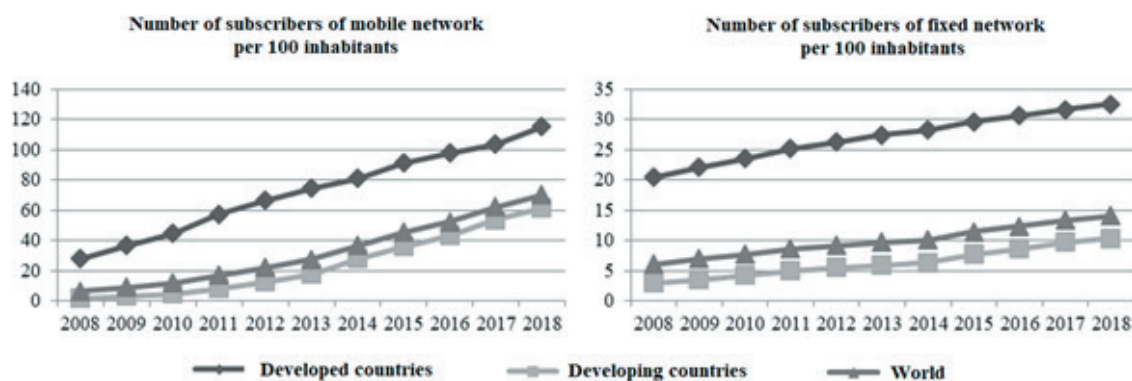 Number of subscribers of mobile network
per 100 inhabitants
140
120
100
80
60
40
20
0
2008 2009 2010 2011 2012 2013 2014 2015 2016 2017 2018
Number of subscribers of fixed network
per 100 inhabitants
35
30
25
20
15
10
5
0
2008 2009 2010 2011 2012 2013 2014 2015 2016 2017 2018
Developed countries Developing countries World